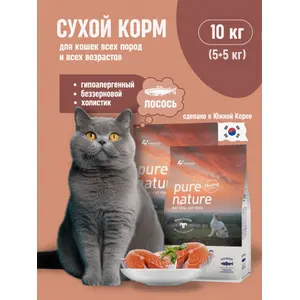 СУХОЙ КОРМ
для кошек всех пород
и всех возрастов
10 кг
(5+5 кг)
• гипоалергенный
• беззерновой
• холистик
лосось
сделано в Южной Корее
pure
nature
pure
nature